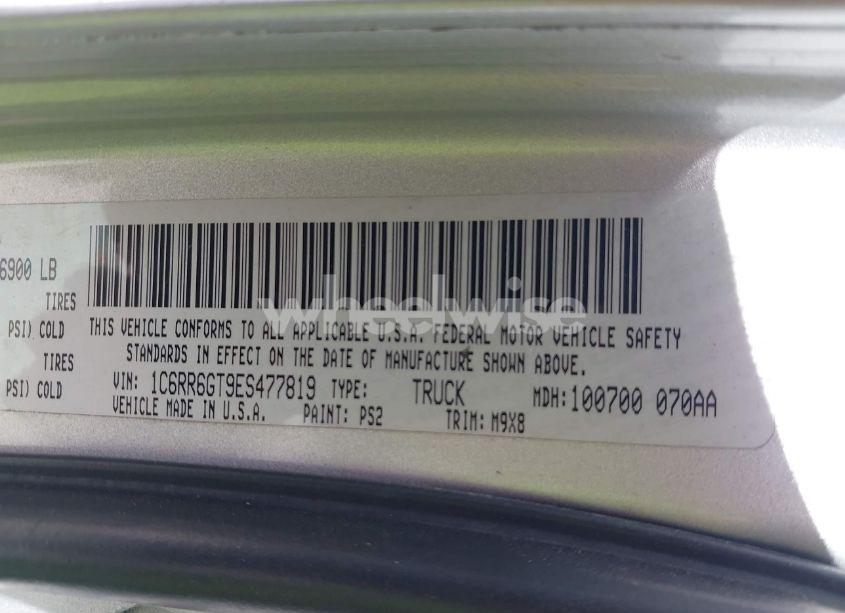 6900 LB
TIRES
PSI) COLD
TIRES
PSI) COLD
THIS VEHICLE CONFORMS TO ALL APPLICABLE U.S.A. FEDERAL MOTOR VEHICLE SAFETY
STANDARDS IN EFFECT ON THE DATE OF MANUFACTURE SHOWN ABOVE.
VIN: 1C6RR6GT9ES477819 TYPE: TRUCK MDH: 100700 070AA
VEHICLE MADE IN U.S.A. PAINT: PS2 TRIM: M9X8
wheelwise